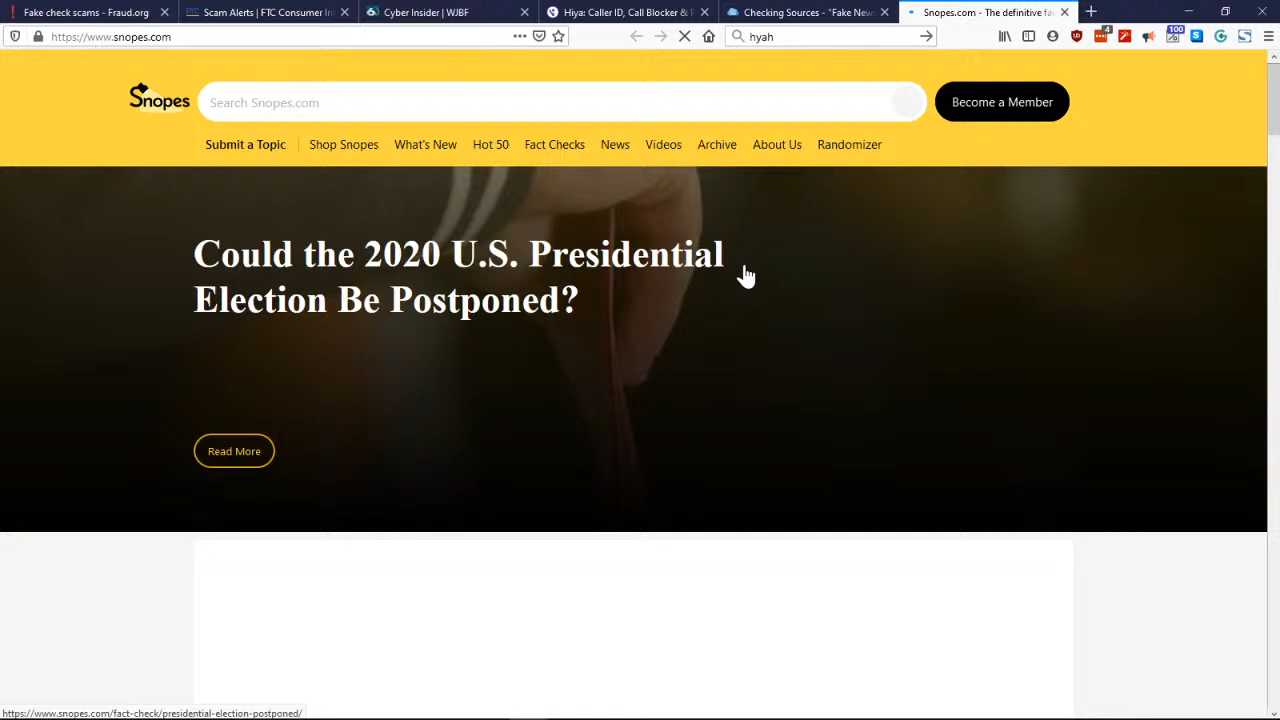 Fake check scams - Fraud.org
Scam Alerts | FTC Consumer In
Cyber Insider | WJBF
Hiya: Caller ID, Call Blocker & P
Checking Sources - "Fake News
Snopes.com - The definitive fa
https://www.snopes.com
hyah
4
100
Snopes
Search Snopes.com
Become a Member
Submit a Topic
Shop Snopes
What's New
Hot 50
Fact Checks
News
Videos
Archive
About Us
Randomizer
Could the 2020 U.S. Presidential
Election Be Postponed?
Read More
https://www.snopes.com/fact-check/presidential-election-postponed/